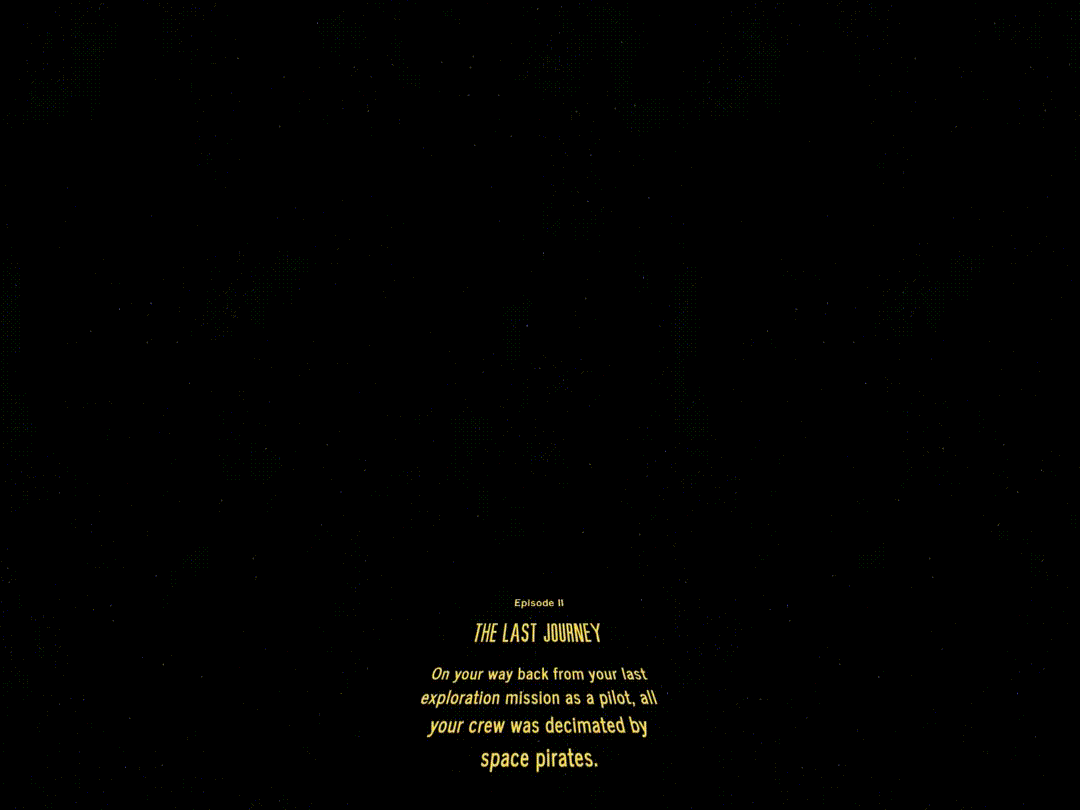 Episode II
THE LAST JOURNEY
On your way back from your last
exploration mission as a pilot, all
your crew was decimated by
space pirates.